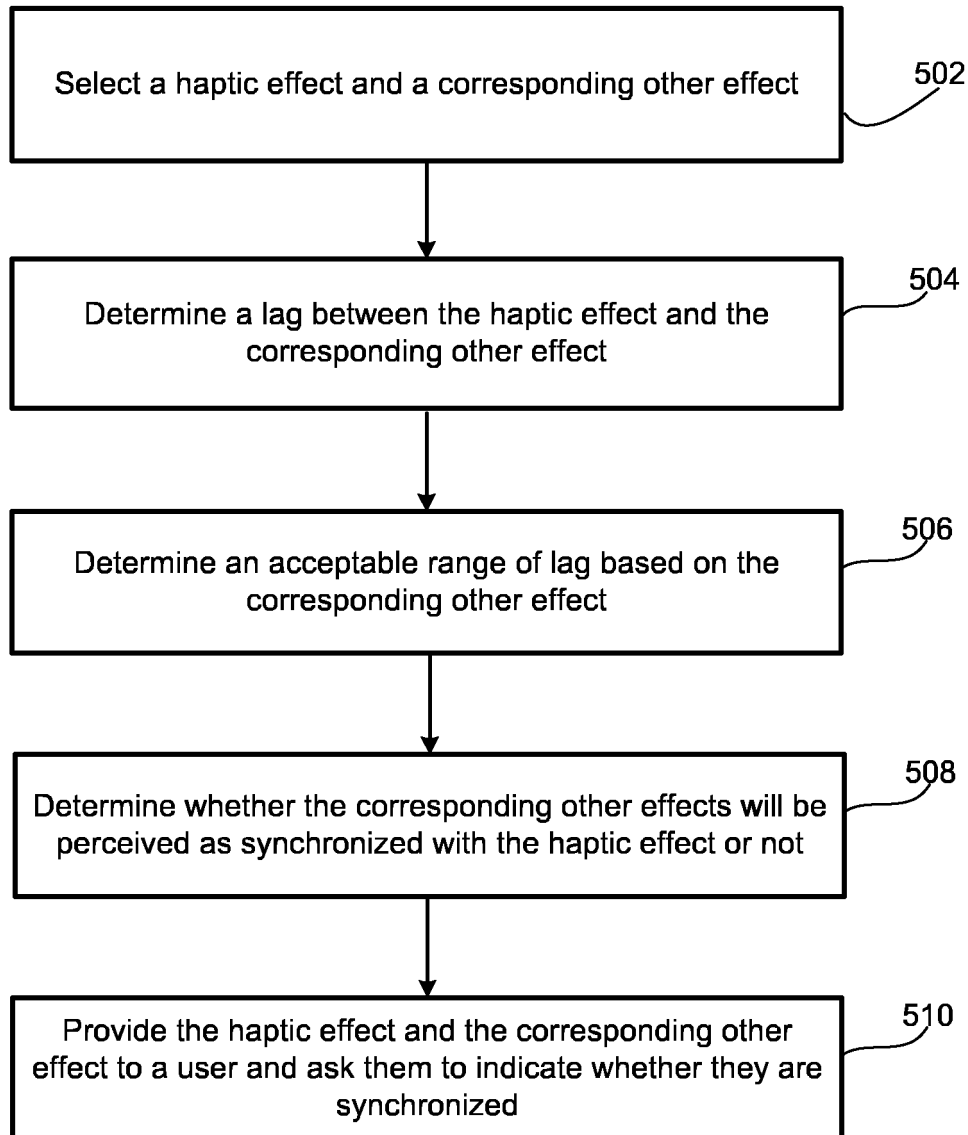 Select a haptic effect and a corresponding other effect
502
Determine a lag between the haptic effect and the
corresponding other effect
504
Determine an acceptable range of lag based on the
corresponding other effect
506
Determine whether the corresponding other effects will be
perceived as synchronized with the haptic effect or not
508
Provide the haptic effect and the corresponding other
effect to a user and ask them to indicate whether they are
synchronized
510